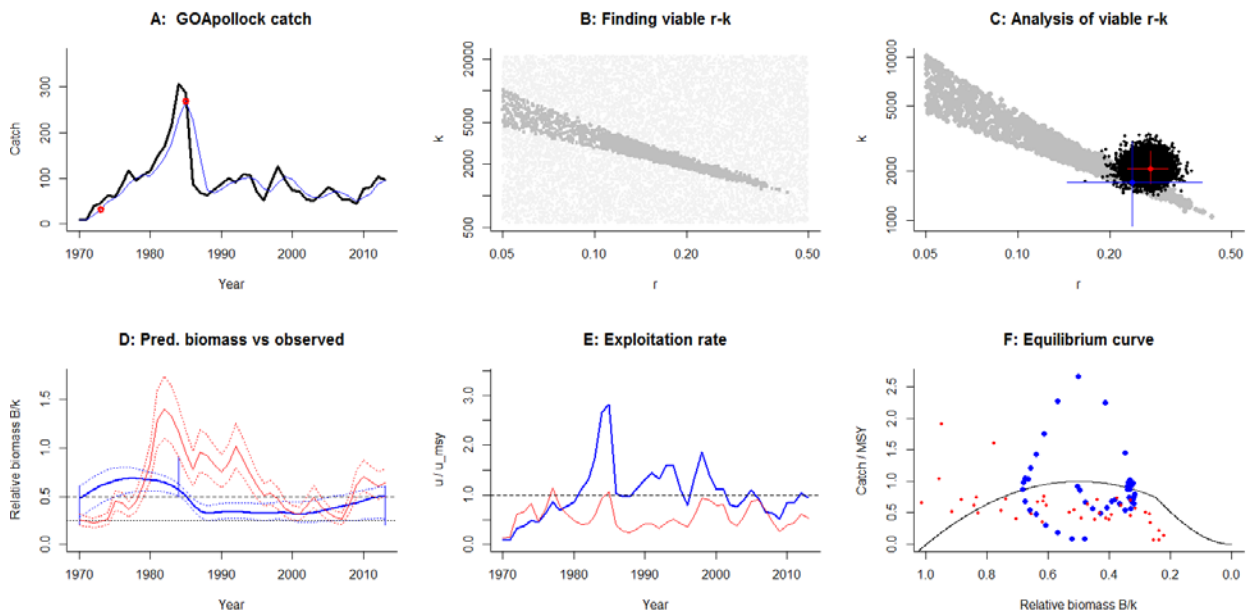 A:  GOApollock catch
B: Finding viable r-k
C: Analysis of viable r-k
Catch
0 100 200 300
1970 1980 1990 2000 2010
Year
k
500 1000 2000 5000 20000
0.05 0.10 0.20 0.50
r
k
1000 2000 5000 10000
0.05 0.10 0.20 0.50
r
D: Pred. biomass vs observed
E: Exploitation rate
F: Equilibrium curve
Relative biomass B/k
0.0 0.5 1.0 1.5
1970 1980 1990 2000 2010
Year
u / u_msy
0.0 1.0 2.0 3.0
1970 1980 1990 2000 2010
Year
Catch / MSY
0.0 0.5 1.0 1.5 2.0 2.5
1.0 0.8 0.6 0.4 0.2 0.0
Relative biomass B/k